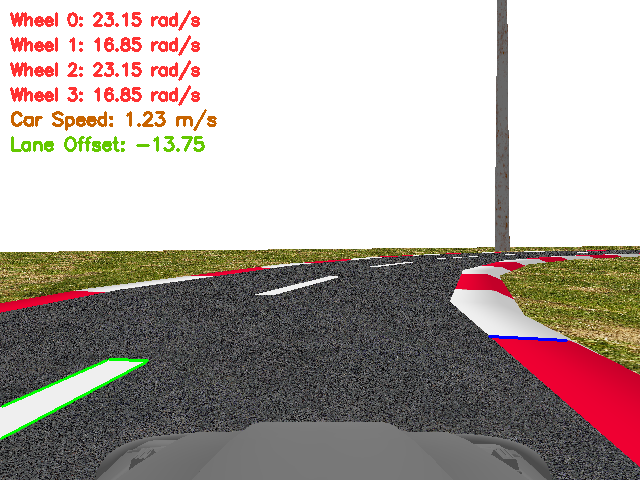 Wheel 0: 23.15 rad/s
Wheel 1: 16.85 rad/s
Wheel 2: 23.15 rad/s
Wheel 3: 16.85 rad/s
Car Speed: 1.23 m/s
Lane Offset: -13.75